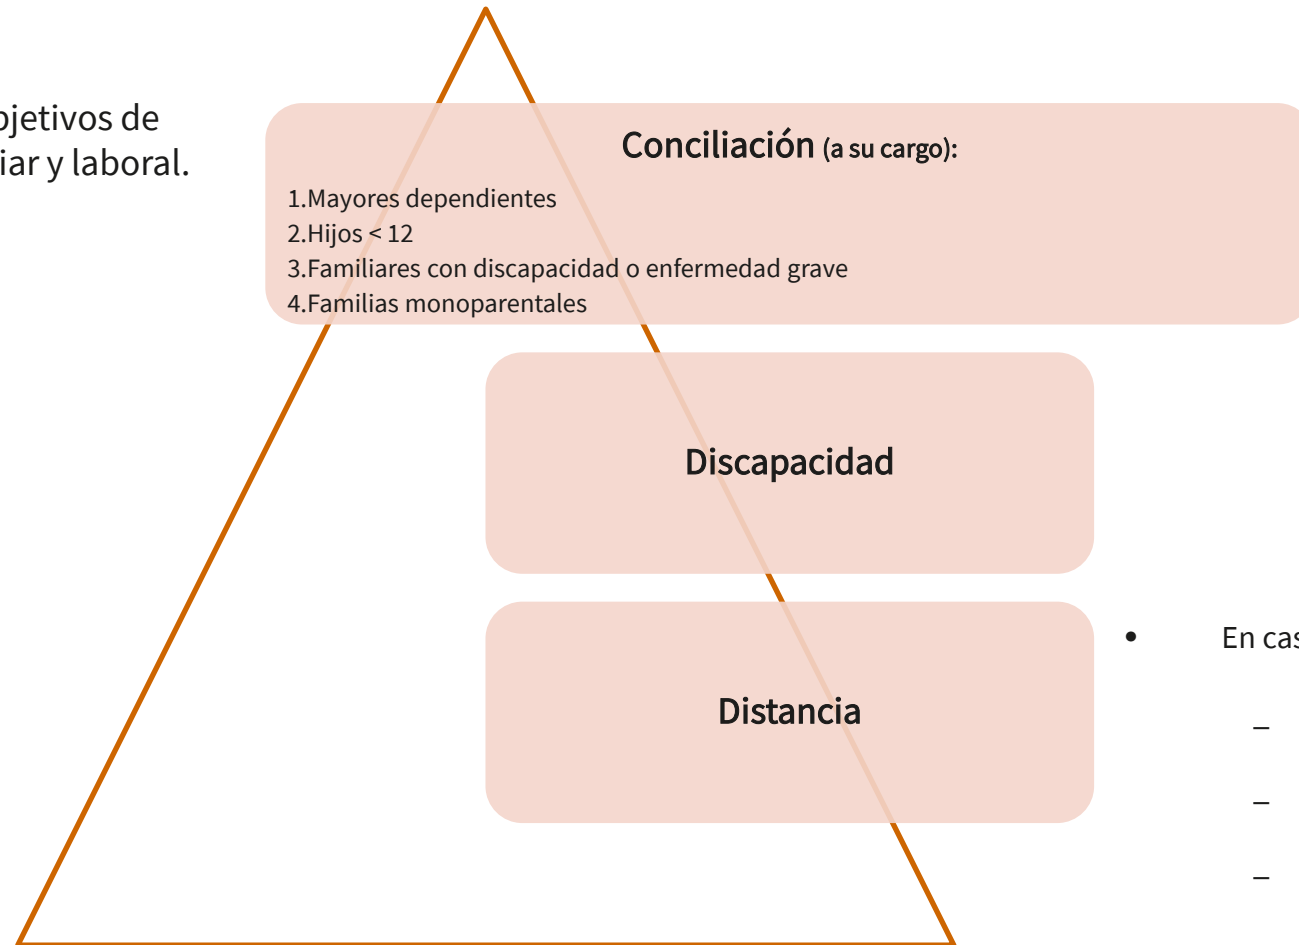 bjetivos de
iar y laboral.
Conciliación (a su cargo):
1.Mayores dependientes
2.Hijos < 12
3.Familiares con discapacidad o enfermedad grave
4.Familias monoparentales
Discapacidad
Distancia
• En cas
–
–
–